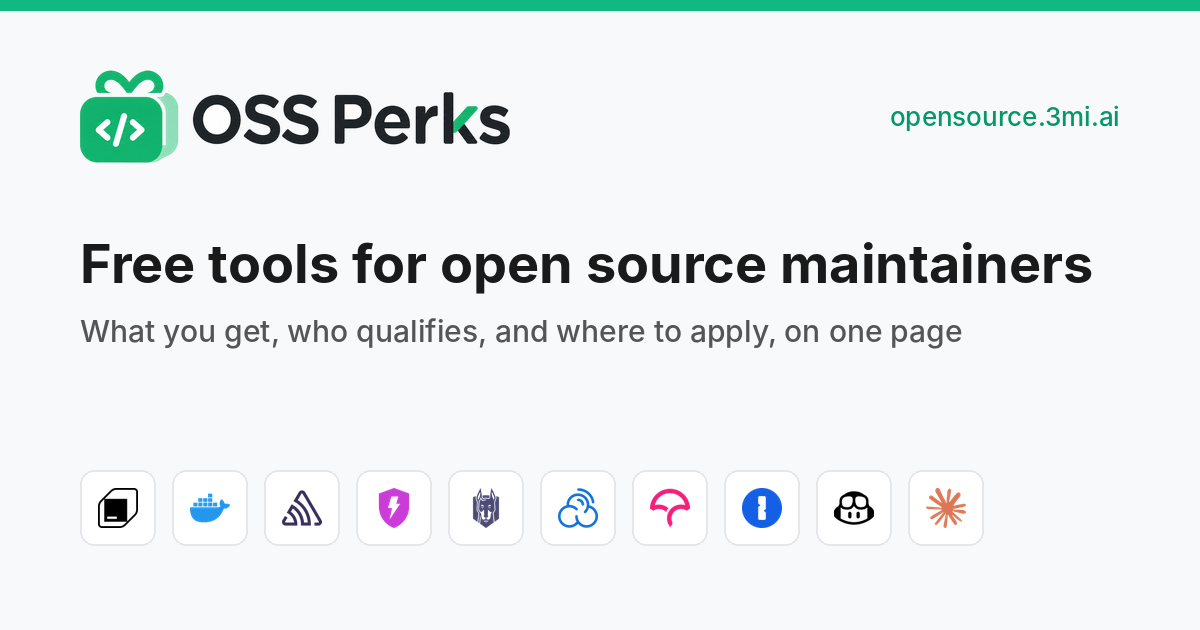 </> OSS Perks
opensource.3mi.ai
Free tools for open source maintainers
What you get, who qualifies, and where to apply, on one page